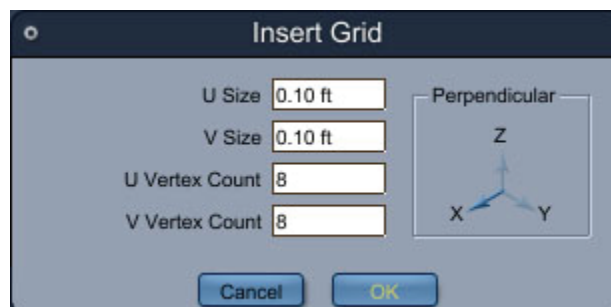 Insert Grid
U Size 0.10 ft
V Size 0.10 ft
U Vertex Count 8
V Vertex Count 8
Perpendicular
Z
X
Y
Cancel
OK